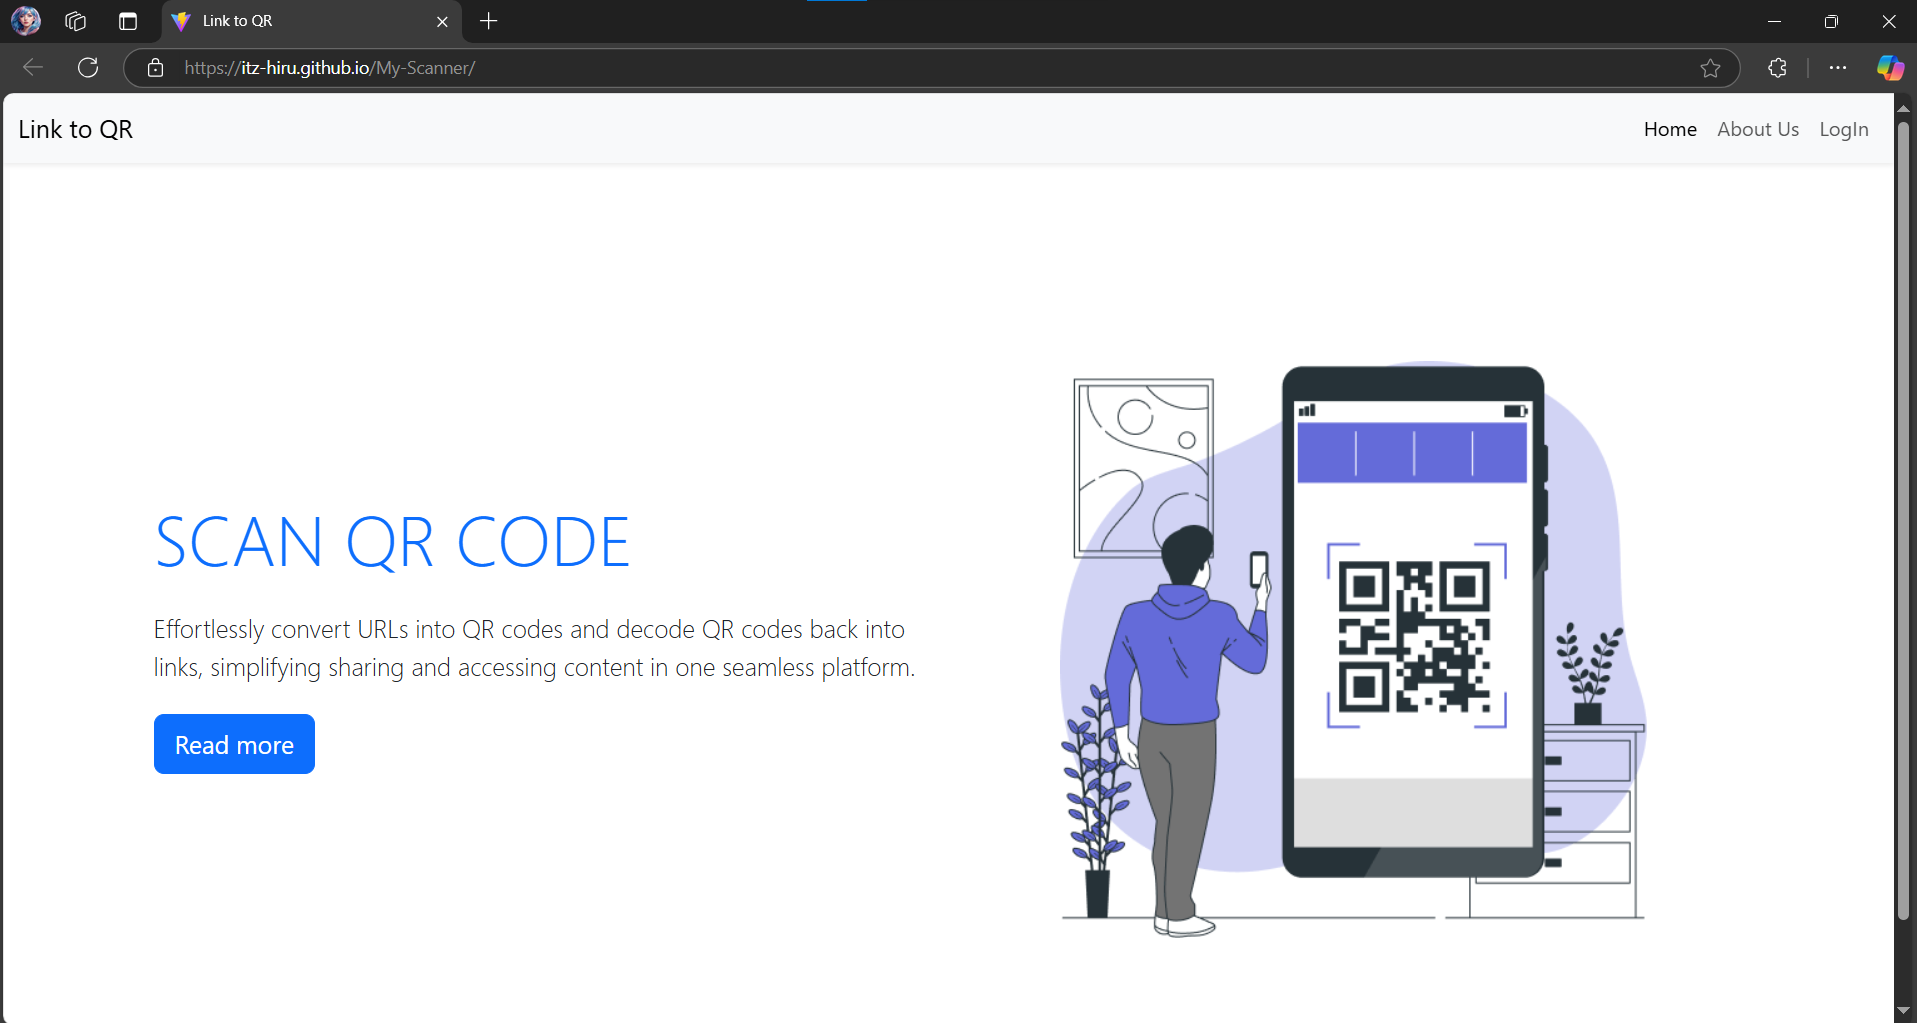 Link to QR
https://itz-hiru.github.io/My-Scanner/
Link to QR
Home About Us LogIn
SCAN QR CODE
Effortlessly convert URLs into QR codes and decode QR codes back into
links, simplifying sharing and accessing content in one seamless platform.
Read more